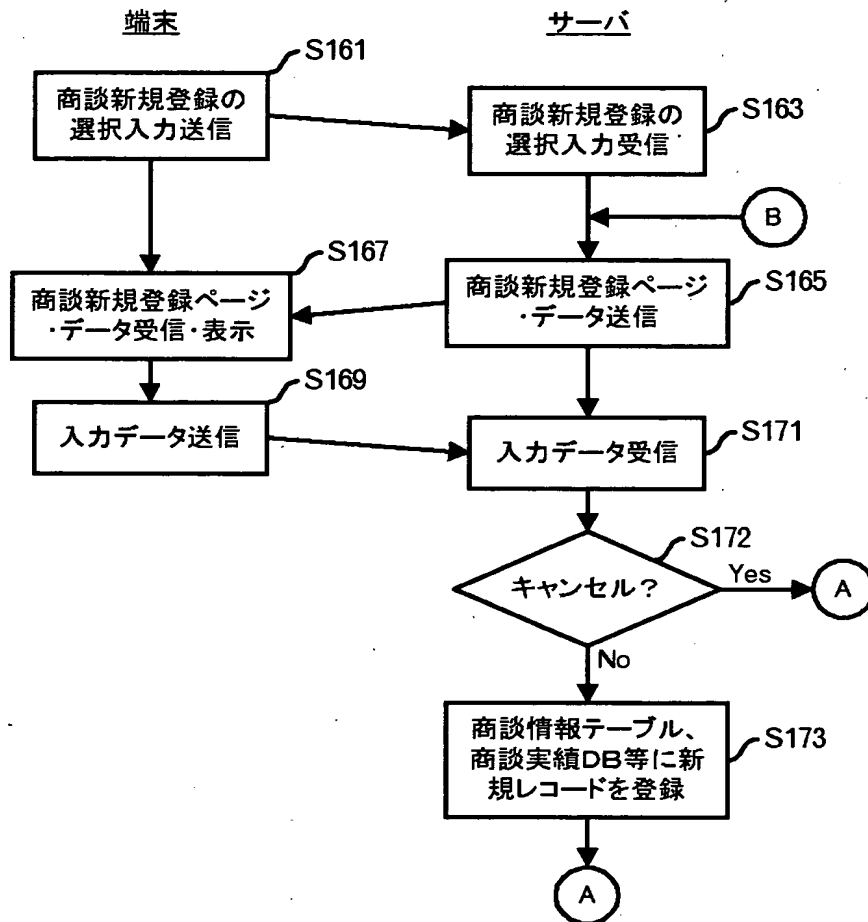 端末
サーバ
S161
商談新規登録の
選択入力送信
S163
商談新規登録の
選択入力受信
B
S167
商談新規登録ページ
・データ受信・表示
S165
商談新規登録ページ
・データ送信
S169
入力データ送信
S171
入力データ受信
S172
キャンセル？
Yes
A
No
S173
商談情報テーブル、
商談実績DB等に新
規レコードを登録
A